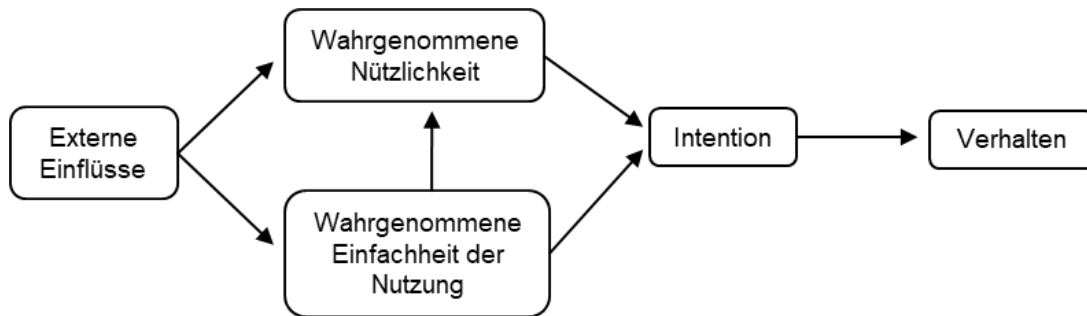 Wahrgenommene
Nützlichkeit
Externe
Einflüsse
Intention
Verhalten
Wahrgenommene
Einfachheit der
Nutzung